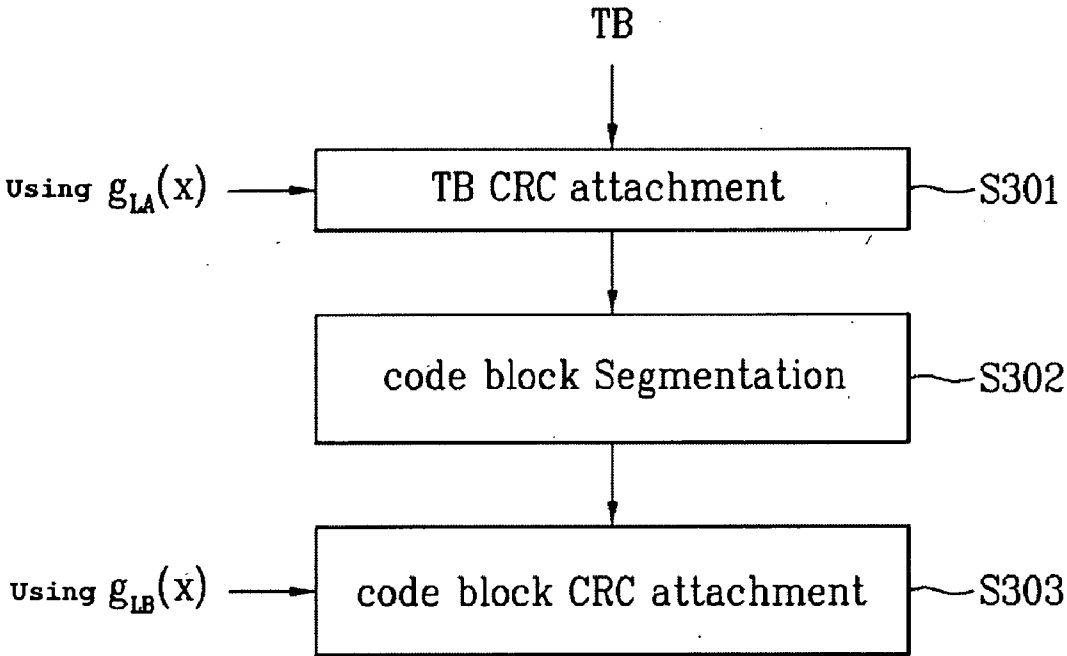 TB
Using g_LA(x)
TB CRC attachment
S301
code block Segmentation
S302
Using g_LB(x)
code block CRC attachment
S303